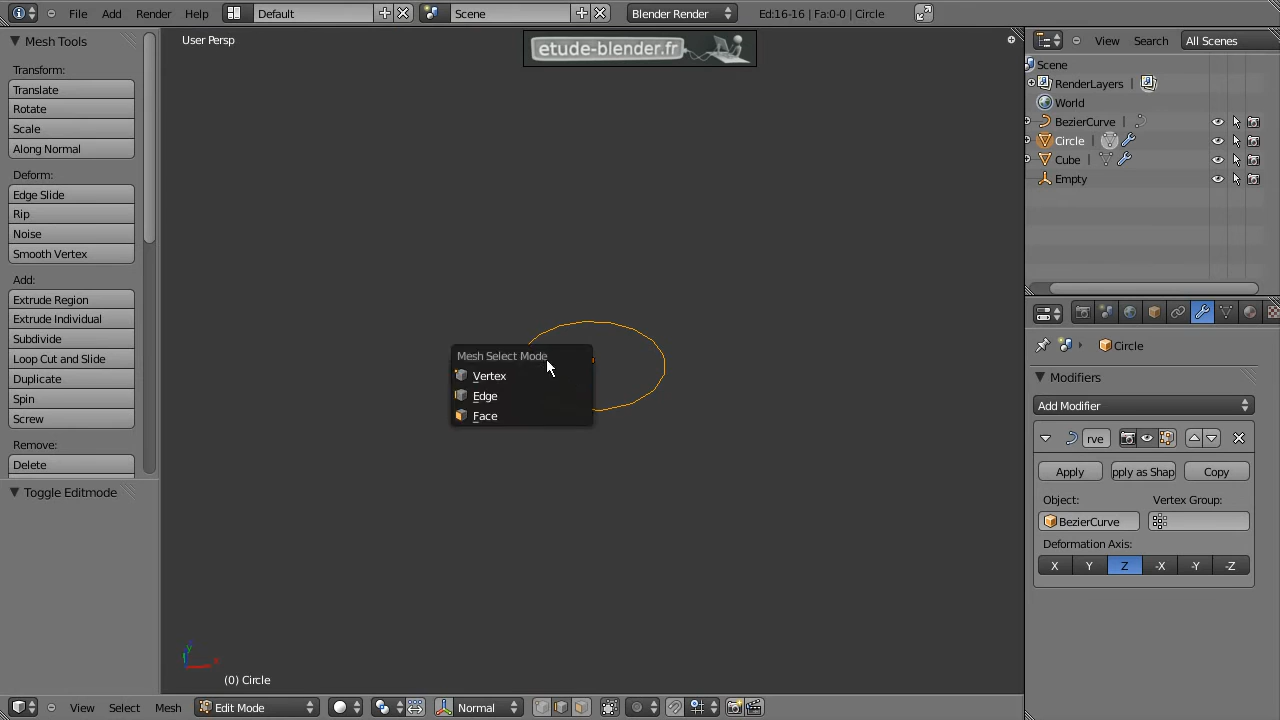 File Add Render Help Default Scene Blender Render Ed:16-16 | Fa:0-0 | Circle
Mesh Tools
Transform:
Translate
Rotate
Scale
Along Normal
Deform:
Edge Slide
Rip
Noise
Smooth Vertex
Add:
Extrude Region
Extrude Individual
Subdivide
Loop Cut and Slide
Duplicate
Spin
Screw
Remove:
Delete
Toggle Editmode
User Persp
etude-blender.fr
Mesh Select Mode
Vertex
Edge
Face
y
x
(0) Circle
View Select Mesh Edit Mode Normal
View Search All Scenes
Scene
RenderLayers |
World
BezierCurve |
Circle |
Cube |
Empty
Circle
Modifiers
Add Modifier
rve
Apply pply as Shap Copy
Object: Vertex Group:
BezierCurve
Deformation Axis:
X Y Z -X -Y -Z